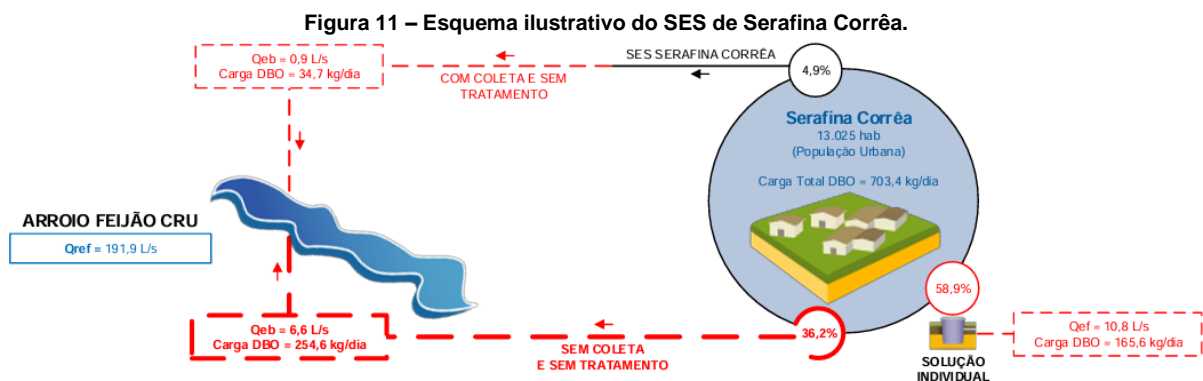 Figura 11 – Esquema ilustrativo do SES de Serafina Corrêa.
Qeb = 0,9 L/s
Carga DBO = 34,7 kg/dia
COM COLETA E SEM
TRATAMENTO
SES SERAFINA CORRÊA
4,9%
Serafina Corrêa
13.025 hab
(População Urbana)
Carga Total DBO = 703,4 kg/dia
ARROIO FEIJÃO CRU
Qref = 191,9 L/s
58,9%
Qeb = 6,6 L/s
Carga DBO = 254,6 kg/dia
SEM COLETA
E SEM TRATAMENTO
36,2%
SOLUÇÃO
INDIVIDUAL
Qef = 10,8 L/s
Carga DBO = 165,6 kg/dia